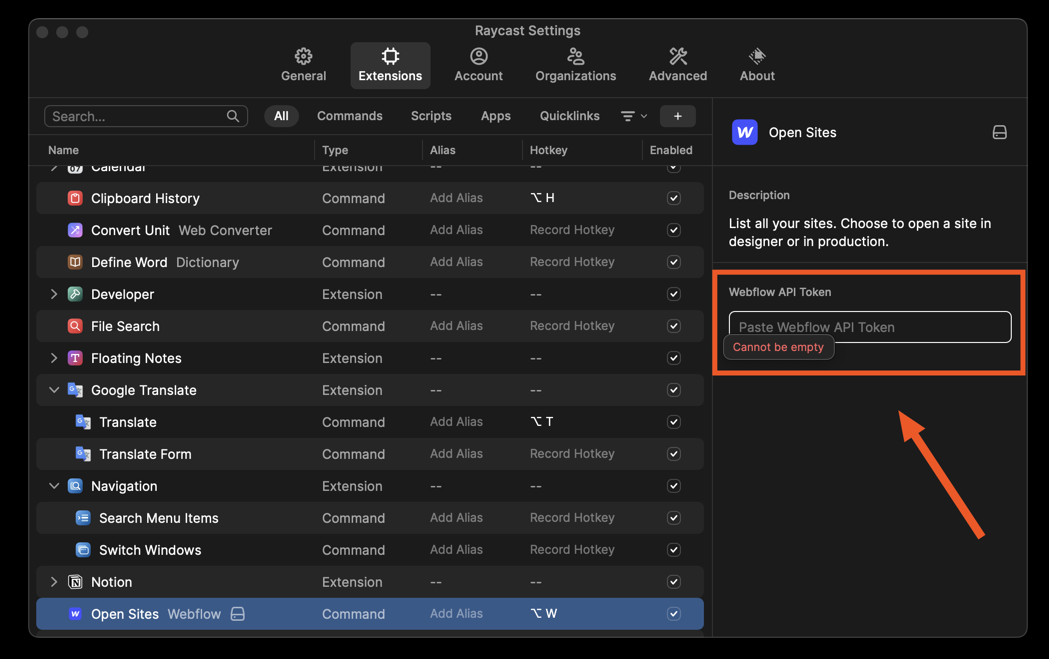 Raycast Settings
General Extensions Account Organizations Advanced About
Search... All Commands Scripts Apps Quicklinks +
Name Type Alias Hotkey Enabled
Calendar Extension -- --
Clipboard History Command Add Alias ⌥ H
Convert Unit Web Converter Command Add Alias Record Hotkey
Define Word Dictionary Command Add Alias Record Hotkey
Developer Extension -- --
File Search Command Add Alias Record Hotkey
Floating Notes Extension -- --
Google Translate Extension -- --
Translate Command Add Alias ⌥ T
Translate Form Command Add Alias Record Hotkey
Navigation Extension -- --
Search Menu Items Command Add Alias Record Hotkey
Switch Windows Command Add Alias Record Hotkey
Notion Extension -- --
Open Sites Webflow Command Add Alias ⌥ W
Open Sites
Description
List all your sites. Choose to open a site in
designer or in production.
Webflow API Token
Paste Webflow API Token
Cannot be empty